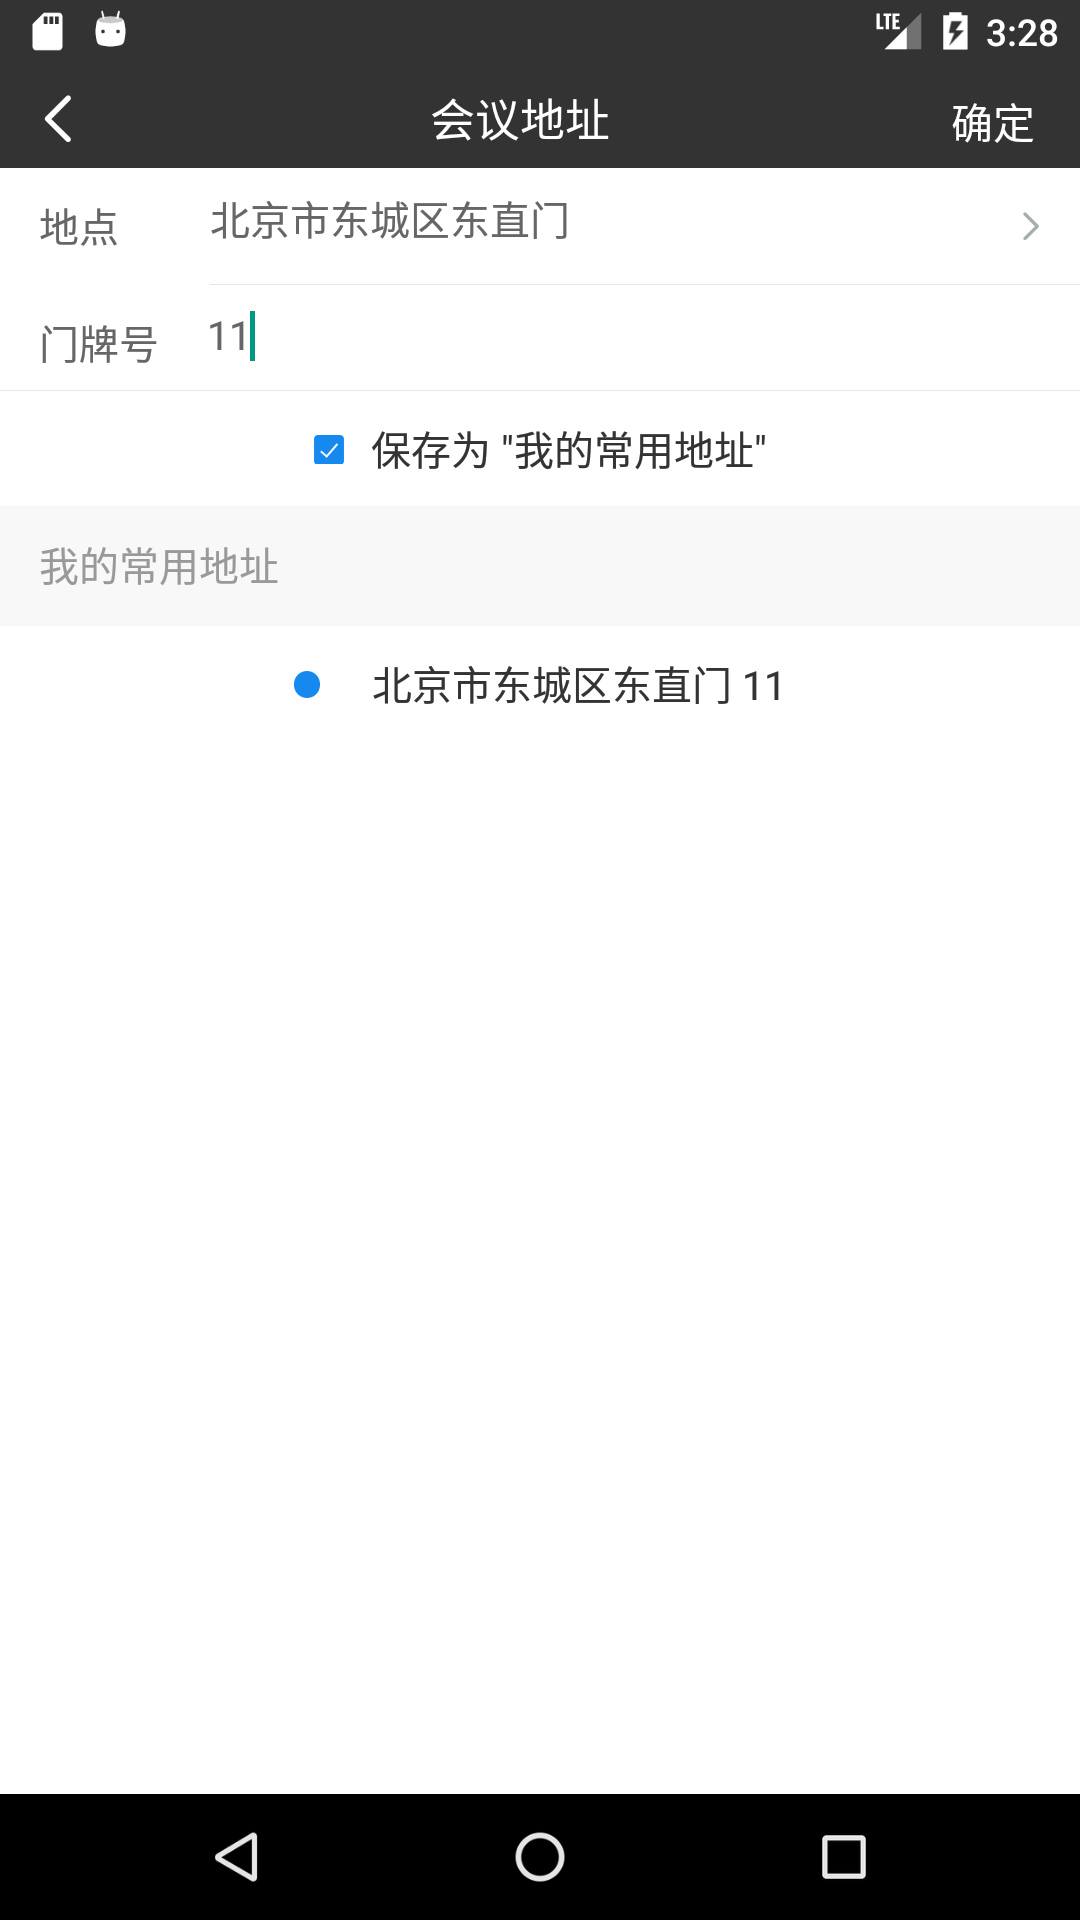 LTE 3:28
会议地址 确定
地点 北京市东城区东直门
门牌号 11
保存为 "我的常用地址"
我的常用地址
北京市东城区东直门 11